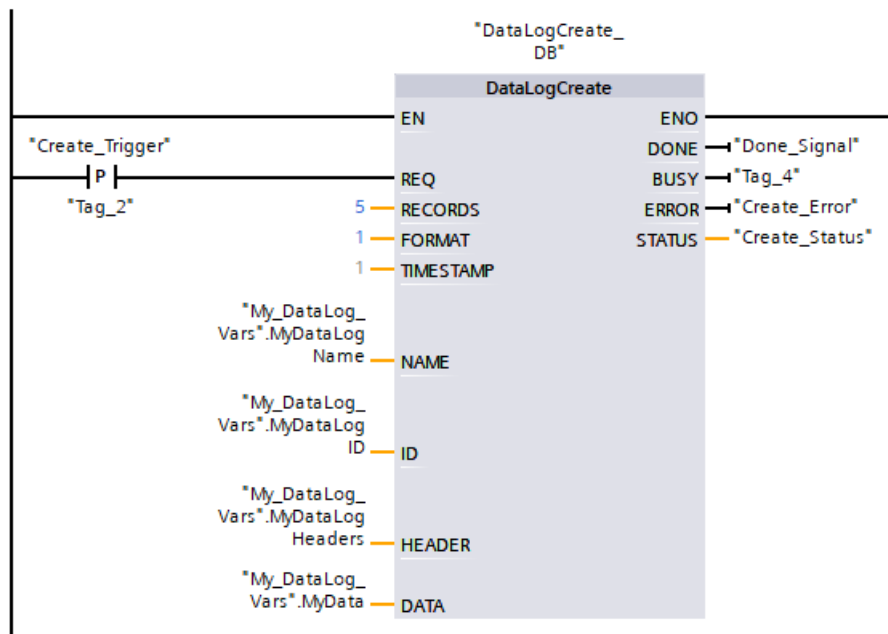 "DataLogCreate_
DB"
DataLogCreate
EN ENO
"Create_Trigger" DONE "Done_Signal"
P REQ BUSY "Tag_4"
"Tag_2" 5 RECORDS ERROR "Create_Error"
1 FORMAT STATUS "Create_Status"
1 TIMESTAMP
"My_DataLog_
Vars".MyDataLog
Name NAME
"My_DataLog_
Vars".MyDataLog
ID ID
"My_DataLog_
Vars".MyDataLog
Headers HEADER
"My_DataLog_
Vars".MyData DATA